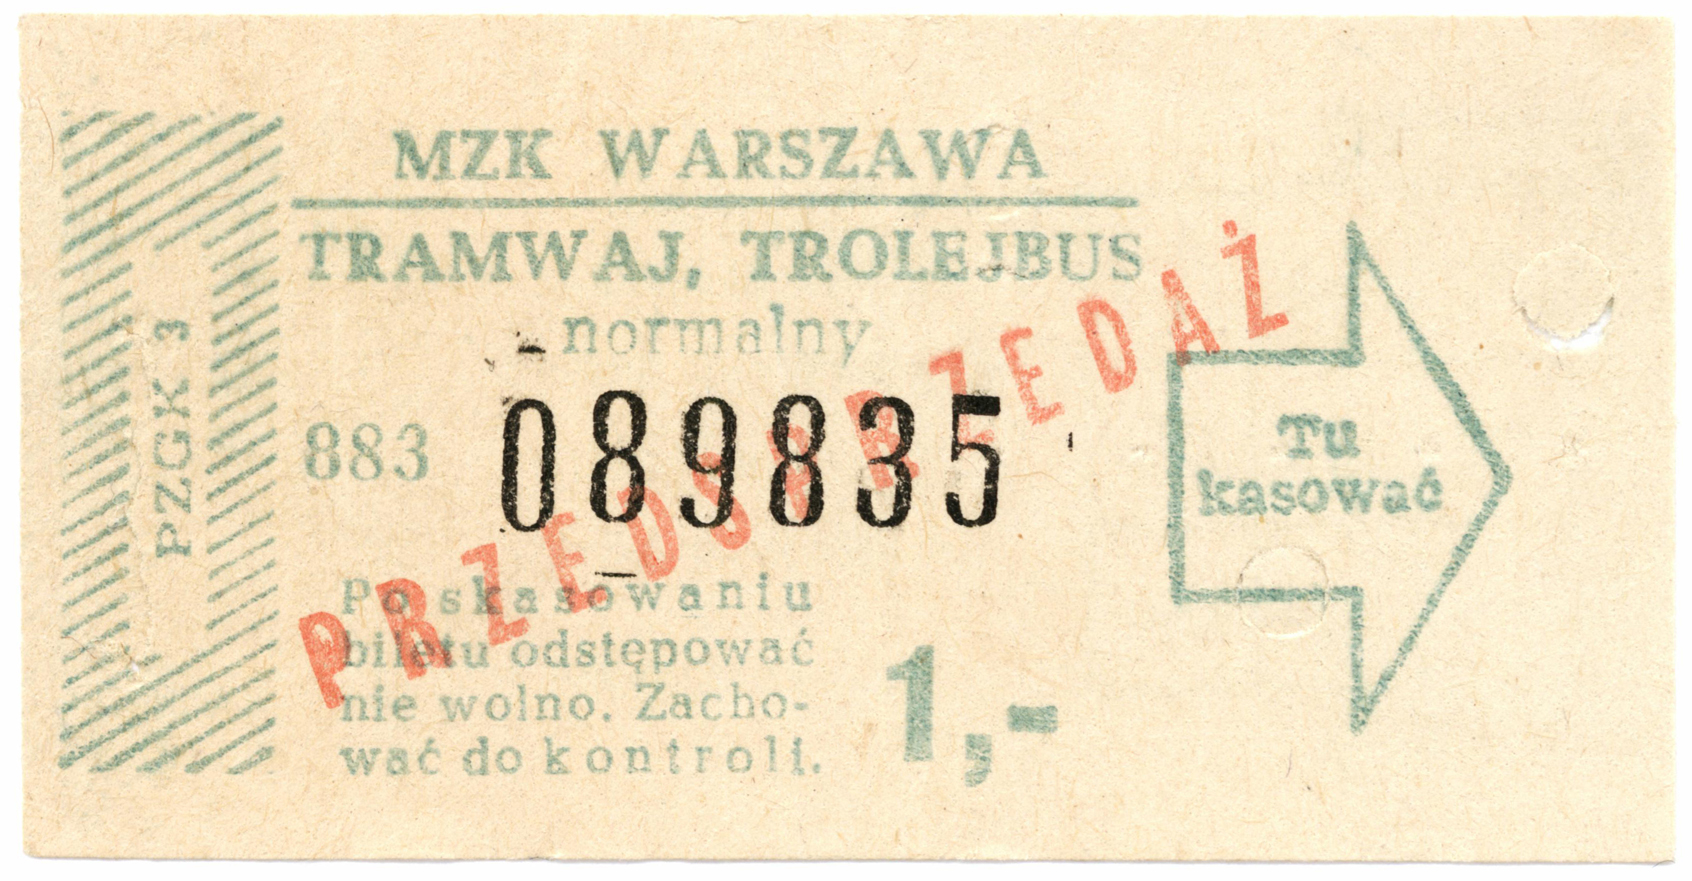 MZK WARSZAWA
TRAMWAJ, TROLEJBUS
normalny
883 089835
PRZEDSPRZEDAŻ
Po skasowaniu
biletu odstępować
nie wolno. Zacho-
wać do kontroli.
1,-
Tu
kasować
PZGK 3